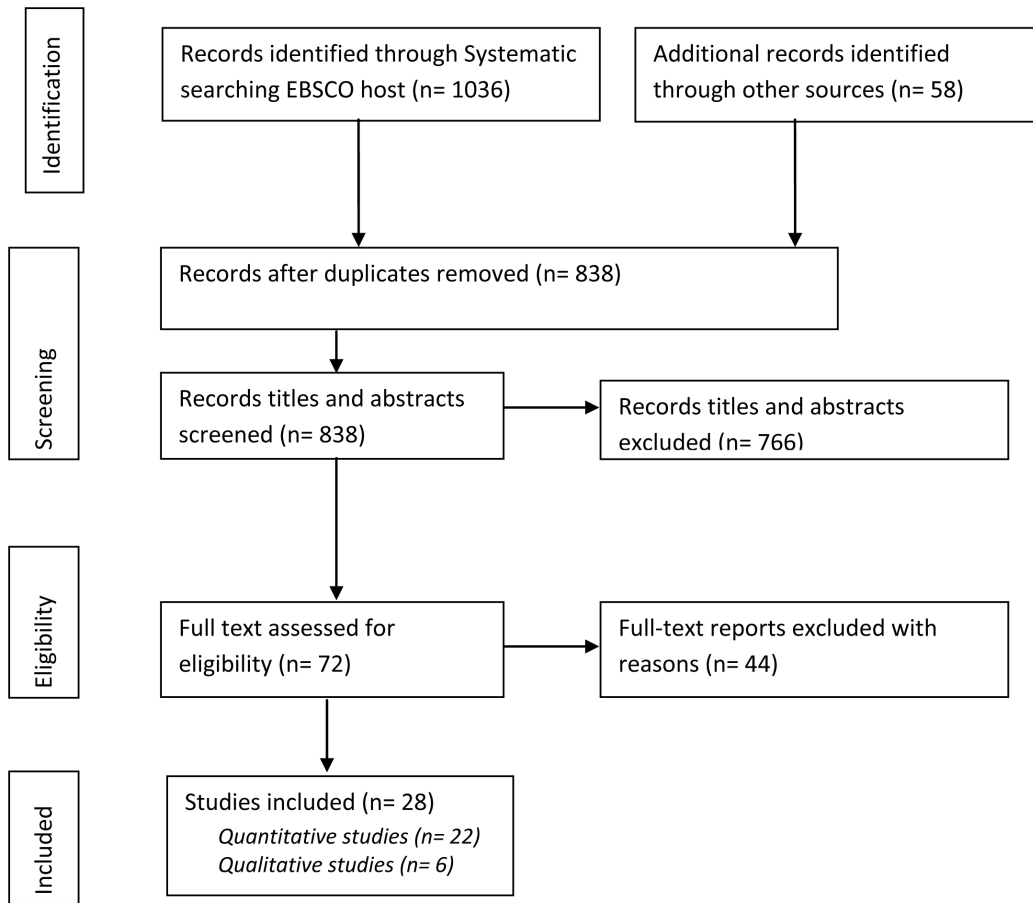 Identification
Records identified through Systematic
searching EBSCO host (n= 1036)
Additional records identified
through other sources (n= 58)
Screening
Records after duplicates removed (n= 838)
Records titles and abstracts
screened (n= 838)
Records titles and abstracts
excluded (n= 766)
Eligibility
Full text assessed for
eligibility (n= 72)
Full-text reports excluded with
reasons (n= 44)
Included
Studies included (n= 28)
Quantitative studies (n= 22)
Qualitative studies (n= 6)